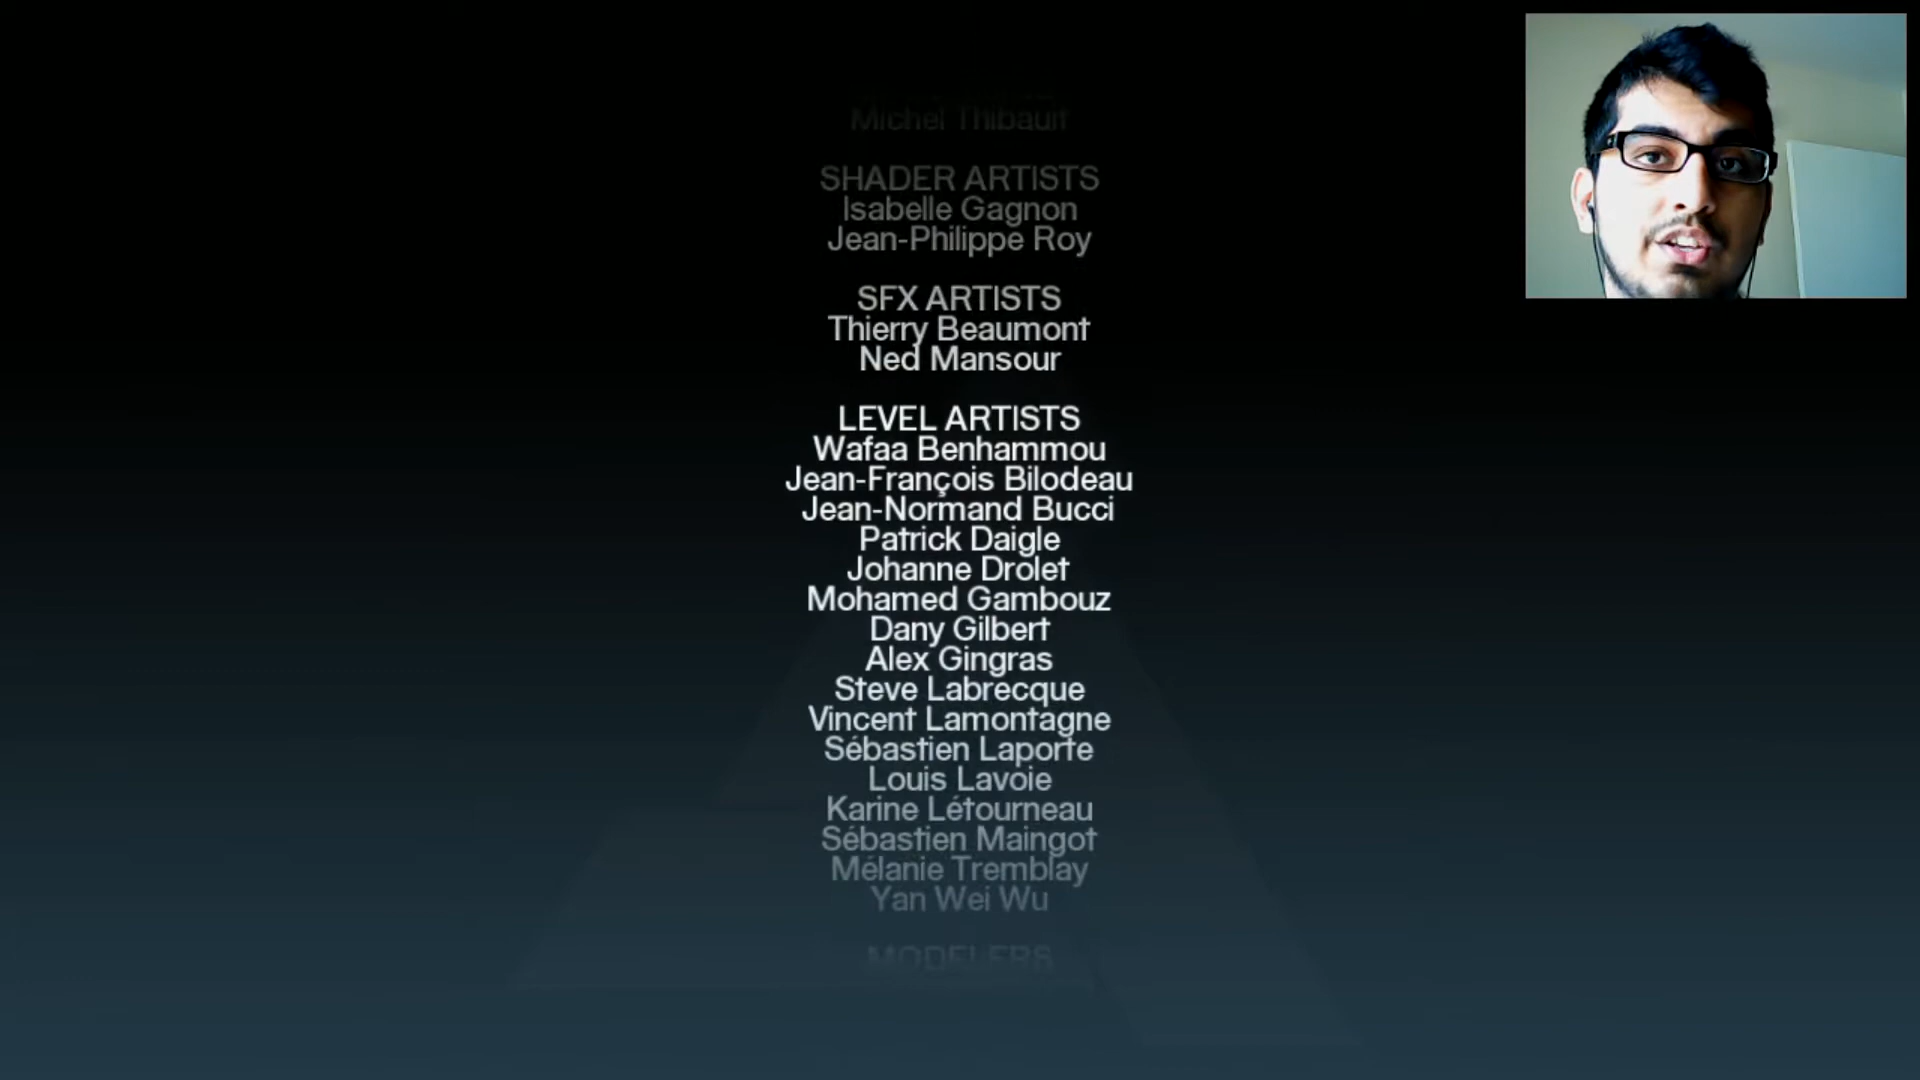 Michel Thibault
SHADER ARTISTS
Isabelle Gagnon
Jean-Philippe Roy
SFX ARTISTS
Thierry Beaumont
Ned Mansour
LEVEL ARTISTS
Wafaa Benhammou
Jean-François Bilodeau
Jean-Normand Bucci
Patrick Daigle
Johanne Drolet
Mohamed Gambouz
Dany Gilbert
Alex Gingras
Steve Labrecque
Vincent Lamontagne
Sébastien Laporte
Louis Lavoie
Karine Létourneau
Sébastien Maingot
Mélanie Tremblay
Yan Wei Wu
MODELERS